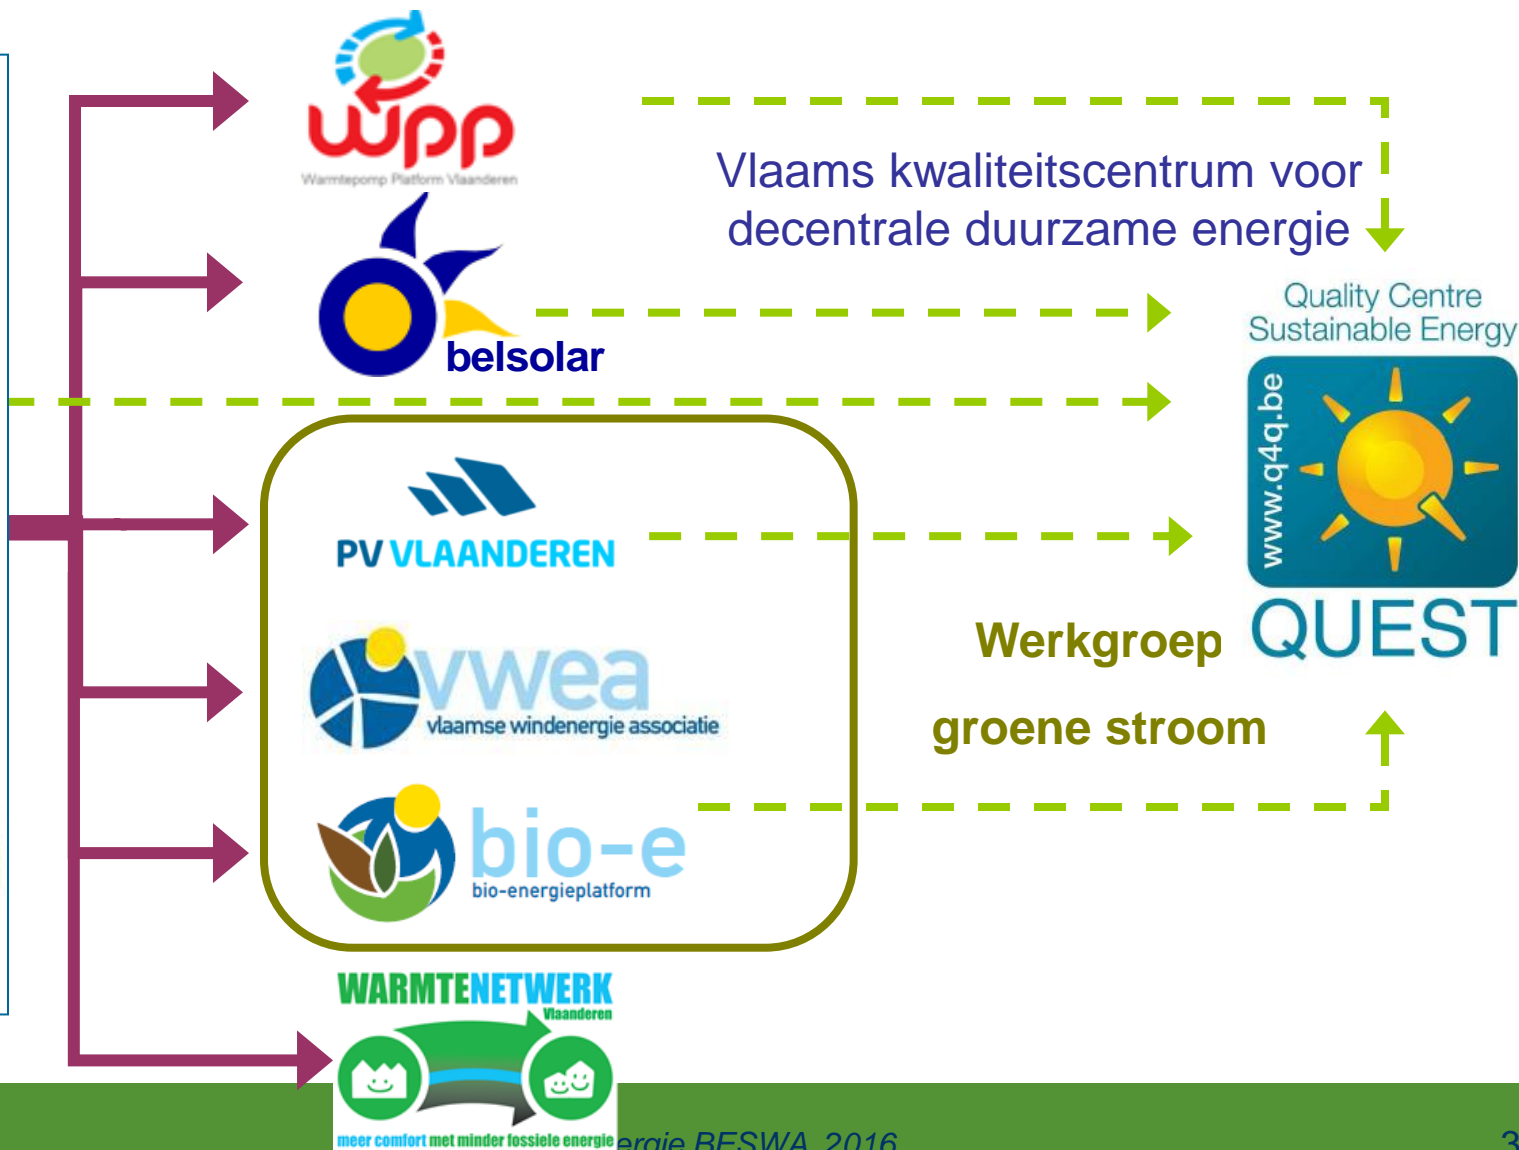 wpp
Warmtepomp Platform Vlaanderen
Vlaams kwaliteitscentrum voor
decentrale duurzame energie
belsolar
Quality Centre
Sustainable Energy
www.q4q.be
QUEST
PV VLAANDEREN
vwea
vlaamse windenergie associatie
Werkgroep
groene stroom
bio-e
bio-energieplatform
WARMTENETWERK
Vlaanderen
meer comfort met minder fossiele energie
BESWA 2016
3